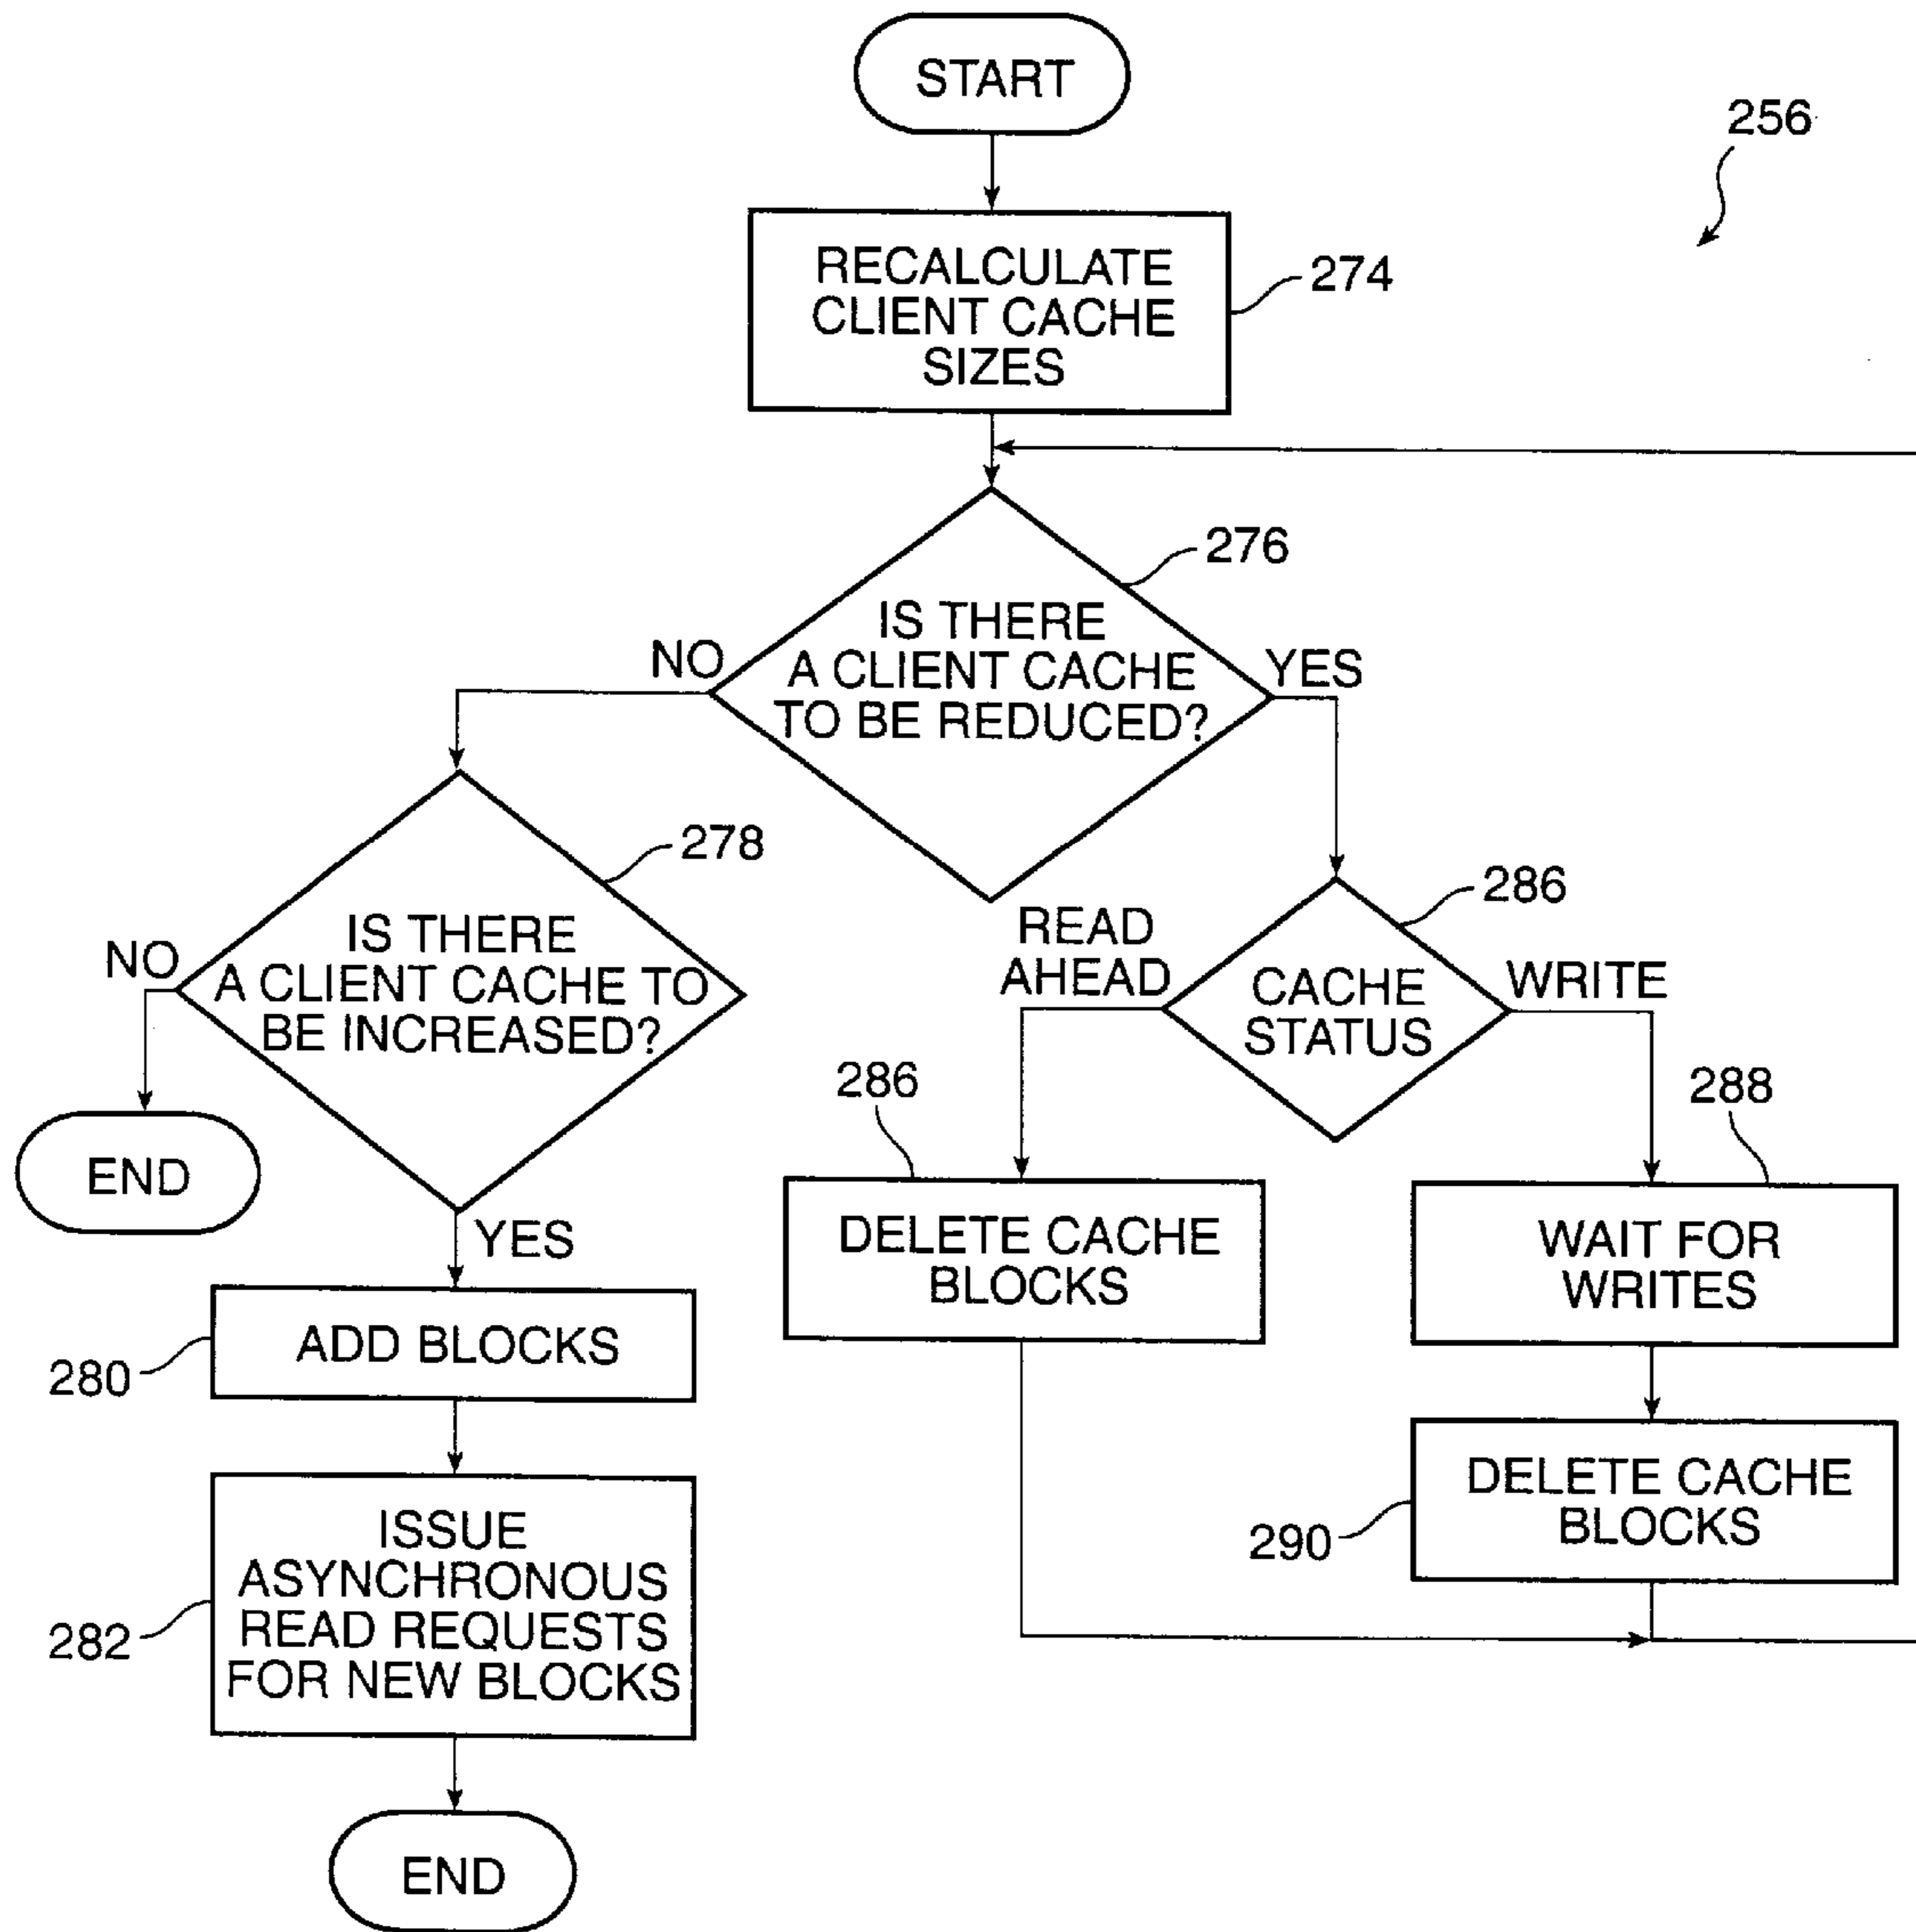 START
256
RECALCULATE
CLIENT CACHE
SIZES
274
276
IS THERE
A CLIENT CACHE
TO BE REDUCED?
NO
YES
278
IS THERE
A CLIENT CACHE TO
BE INCREASED?
NO
END
YES
286
READ
AHEAD
CACHE
STATUS
WRITE
286
DELETE CACHE
BLOCKS
288
WAIT FOR
WRITES
ADD BLOCKS
280
DELETE CACHE
BLOCKS
290
ISSUE
ASYNCHRONOUS
READ REQUESTS
FOR NEW BLOCKS
282
END